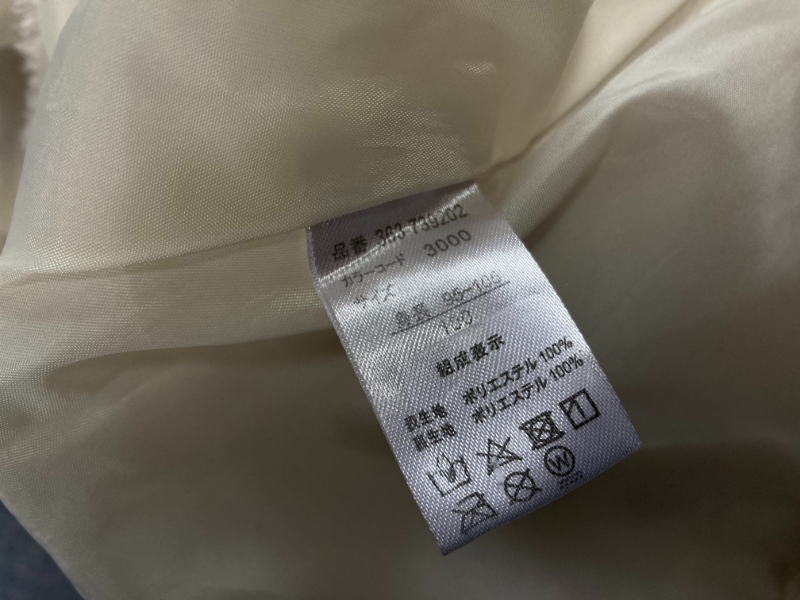 品番 363-739202
カラーコード 3000
サイズ
身長 95~105
100
組成表示
表生地 ポリエステル 100%
裏生地 ポリエステル 100%
W